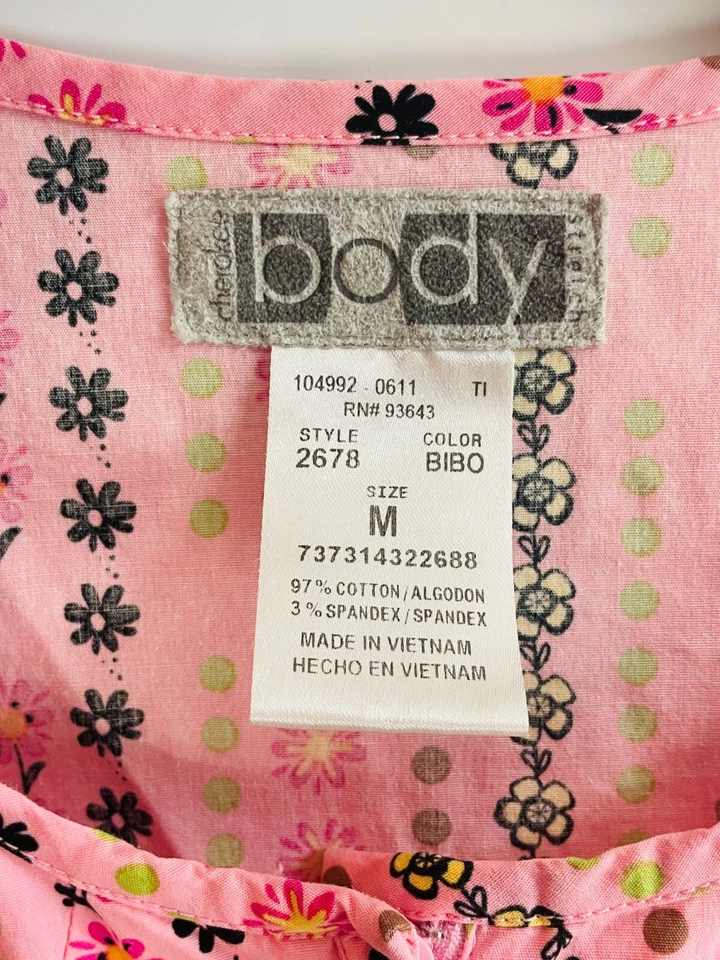 cherokee
body
stretch
104992 - 0611 TI
RN# 93643
STYLE COLOR
2678 BIBO
SIZE
M
737314322688
97% COTTON/ALGODON
3% SPANDEX/SPANDEX
MADE IN VIETNAM
HECHO EN VIETNAM